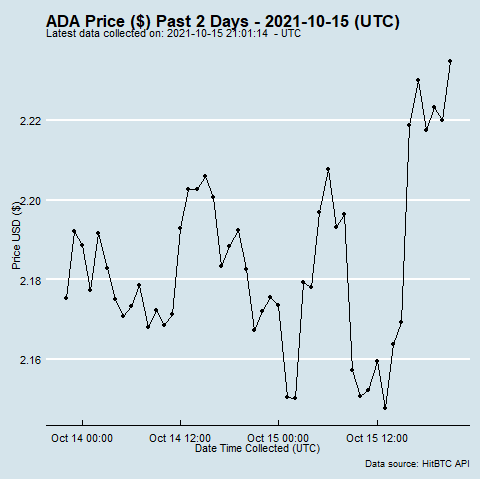 ADA Price ($) Past 2 Days - 2021-10-15 (UTC)
Latest data collected on: 2021-10-15 21:01:14 - UTC
Price USD ($)
2.22
2.20
2.18
2.16
Oct 14 00:00
Oct 14 12:00
Oct 15 00:00
Oct 15 12:00
Date Time Collected (UTC)
Data source: HitBTC API